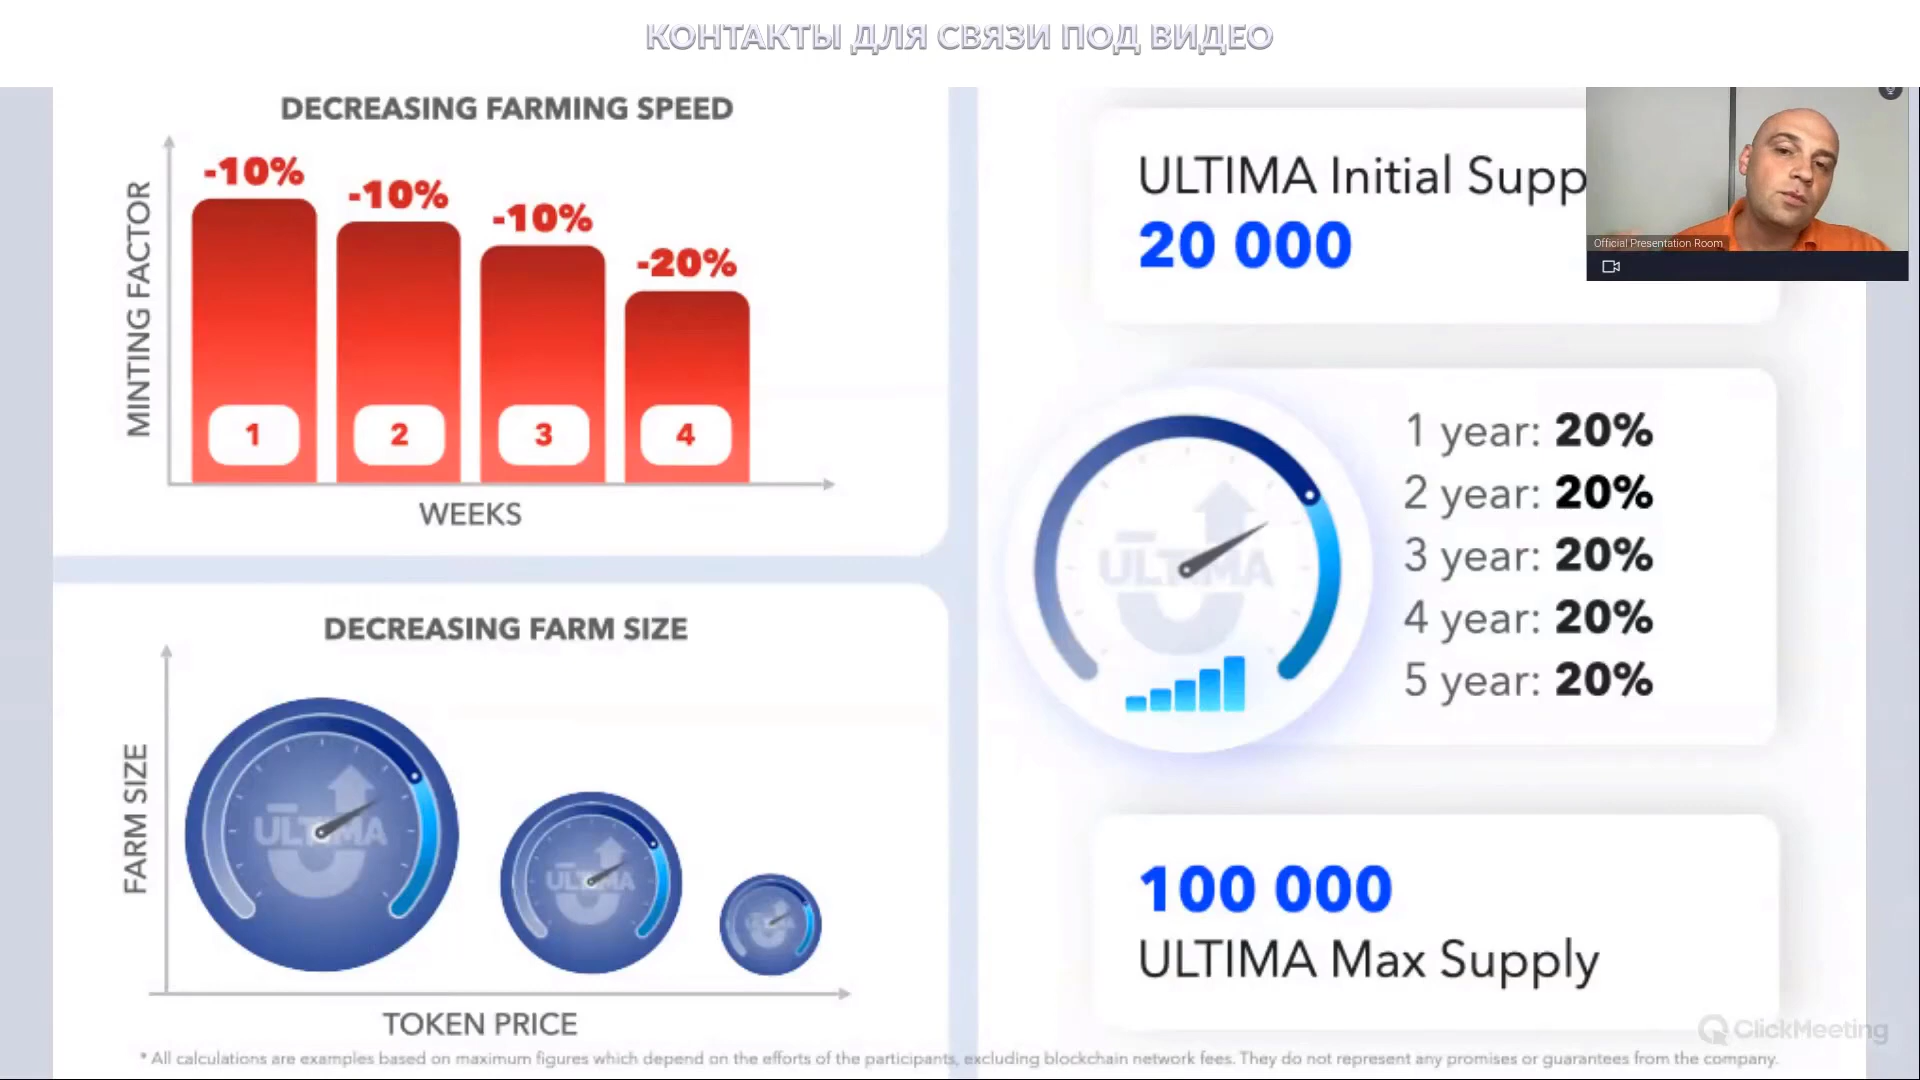 КОНТАКТЫ ДЛЯ СВЯЗИ ПОД ВИДЕО
DECREASING FARMING SPEED
MINTING FACTOR
-10%
-10%
-10%
-20%
1
2
3
4
WEEKS
DECREASING FARM SIZE
FARM SIZE
ULTIMA
ULTIMA
ULTIMA
TOKEN PRICE
ULTIMA Initial Supp
20 000
Official Presentation Room
ULTIMA
1 year: 20%
2 year: 20%
3 year: 20%
4 year: 20%
5 year: 20%
100 000
ULTIMA Max Supply
ClickMeeting
* All calculations are examples based on maximum figures which depend on the efforts of the participants, excluding blockchain network fees. They do not represent any promises or guarantees from the company.